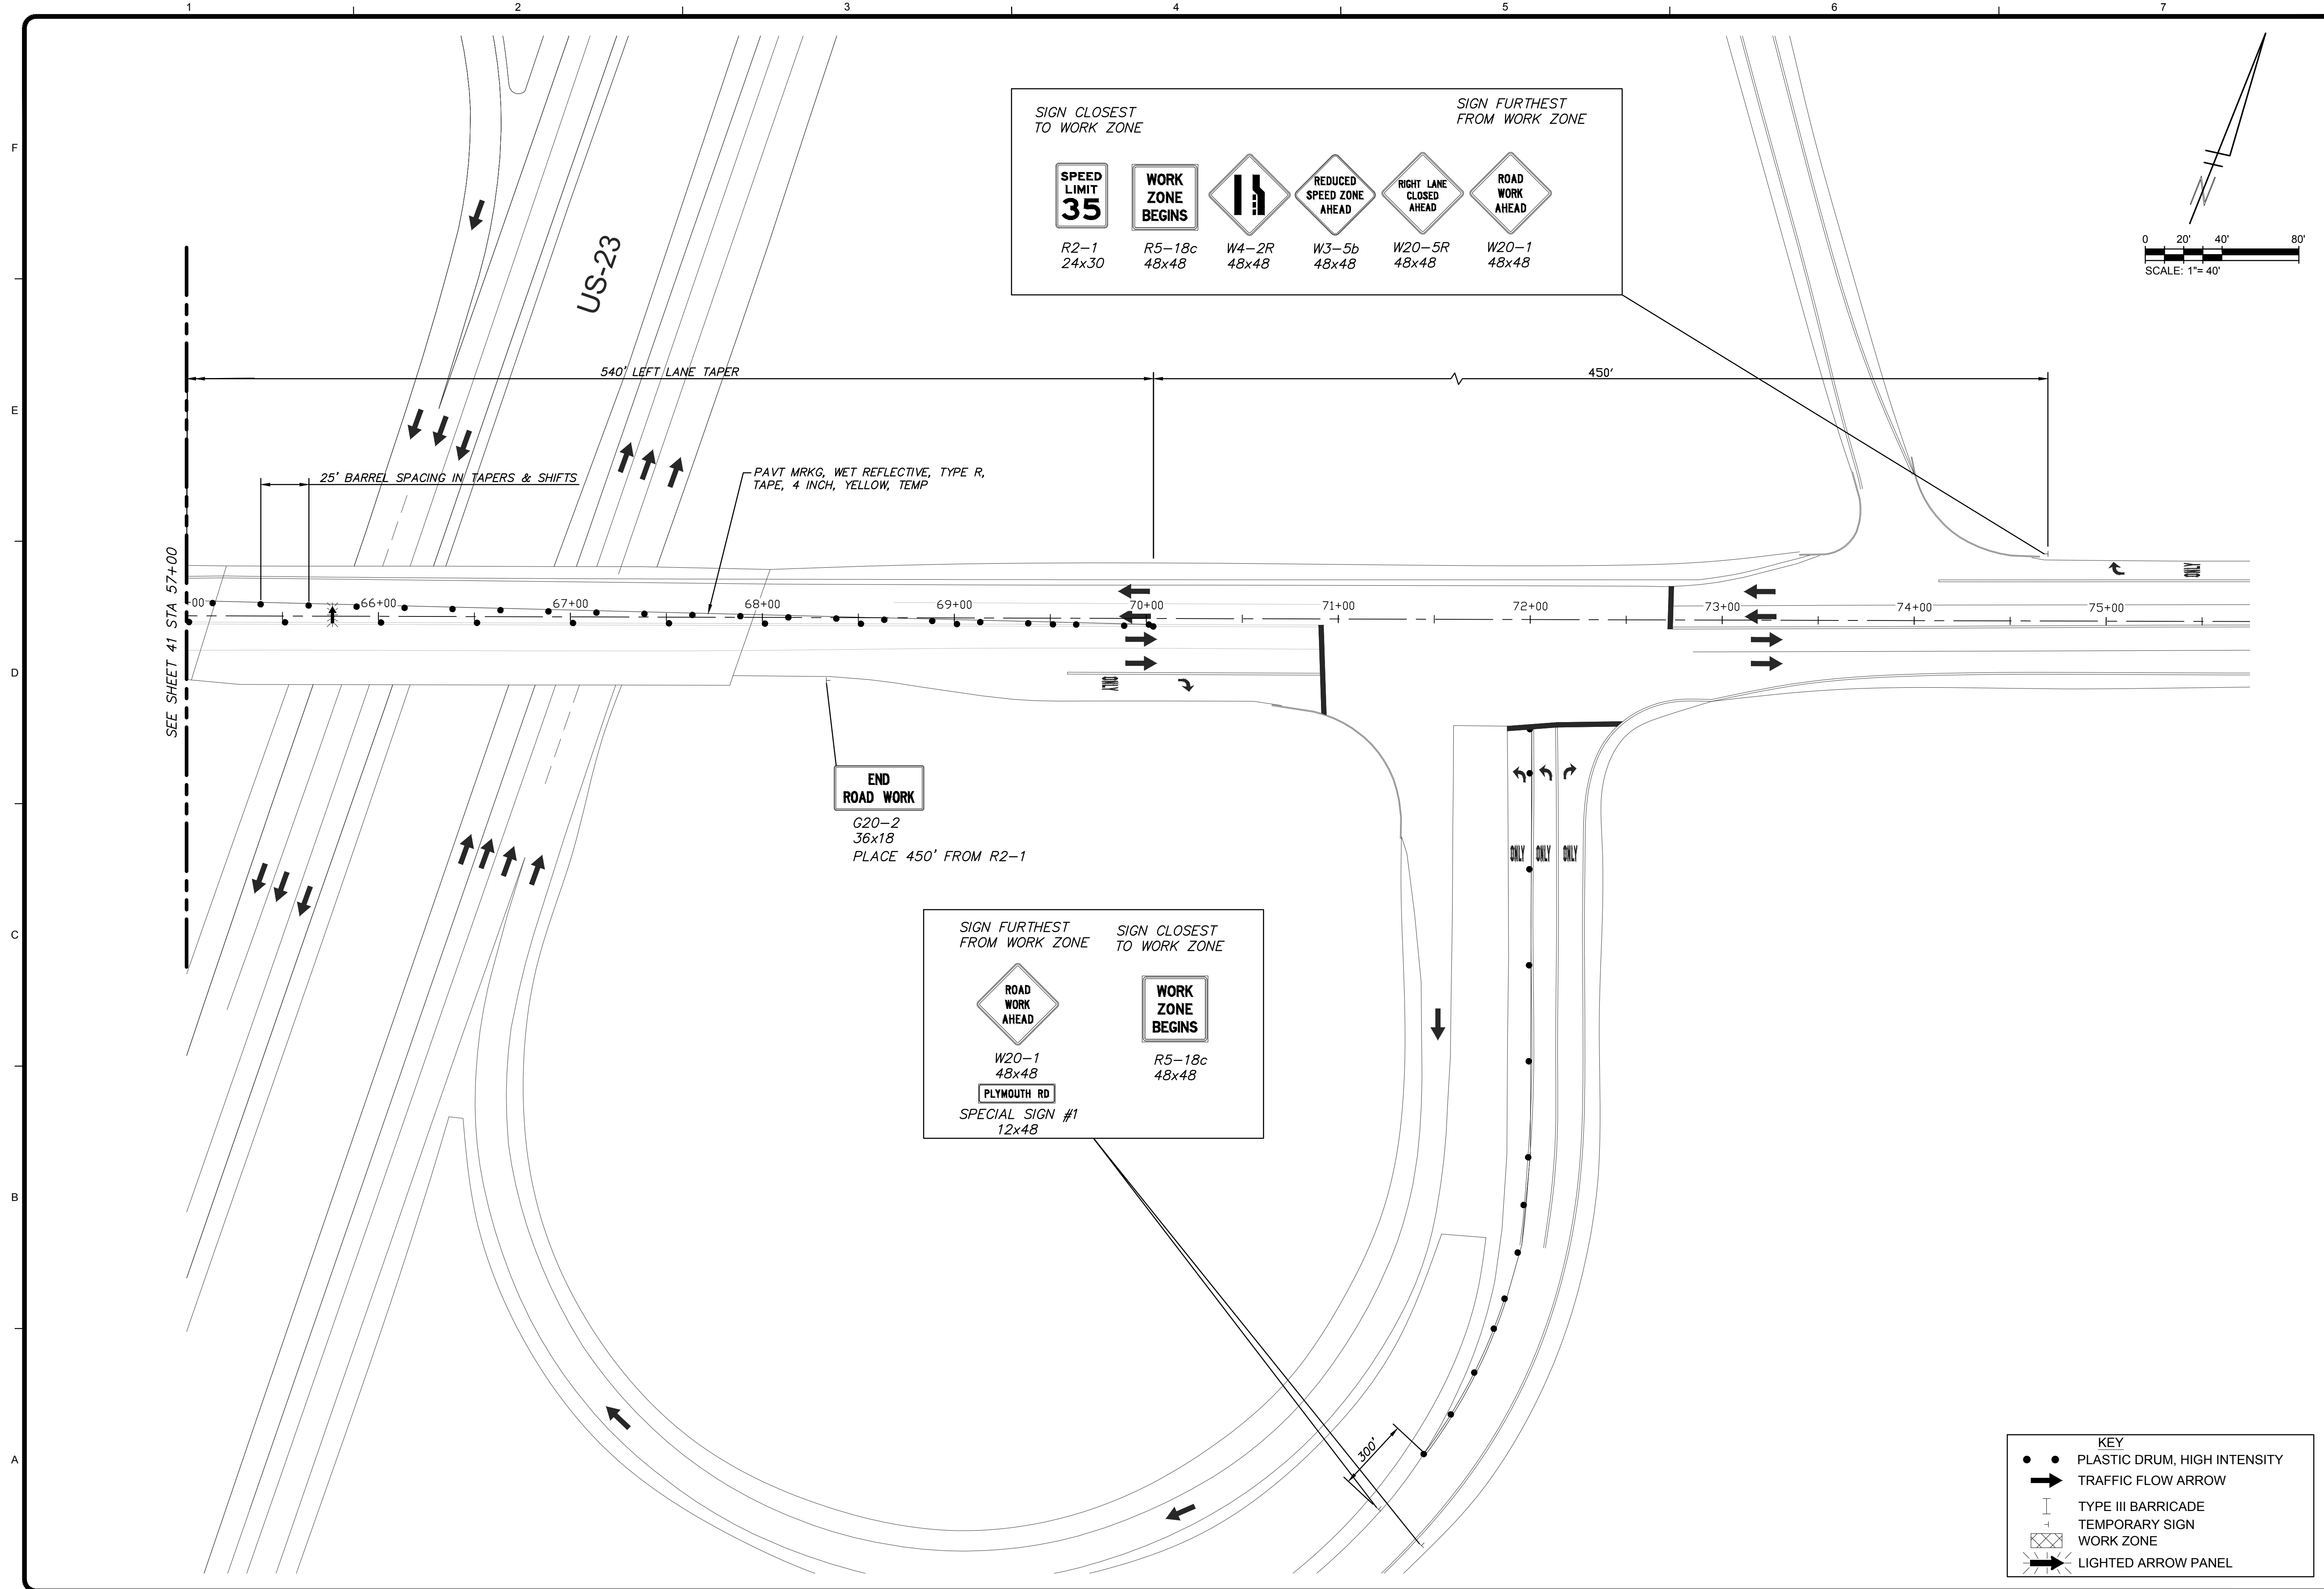 1 2 3 4 5 6 7
F
E
D
C
B
A
SIGN CLOSEST
TO WORK ZONE
SIGN FURTHEST
FROM WORK ZONE
SPEED
LIMIT
35
R2-1
24x30
WORK
ZONE
BEGINS
R5-18c
48x48
W4-2R
48x48
REDUCED
SPEED ZONE
AHEAD
W3-5b
48x48
RIGHT LANE
CLOSED
AHEAD
W20-5R
48x48
ROAD
WORK
AHEAD
W20-1
48x48
N
0 20' 40' 80'
SCALE: 1"= 40'
US-23
540' LEFT LANE TAPER
450'
25' BARREL SPACING IN TAPERS & SHIFTS
PAVT MRKG, WET REFLECTIVE, TYPE R,
TAPE, 4 INCH, YELLOW, TEMP
SEE SHEET 41 STA 57+00
+00 66+00 67+00 68+00 69+00 70+00 71+00 72+00 73+00 74+00 75+00
ONLY
ONLY
END
ROAD WORK
G20-2
36x18
PLACE 450' FROM R2-1
ONLY ONLY ONLY
SIGN FURTHEST
FROM WORK ZONE
SIGN CLOSEST
TO WORK ZONE
ROAD
WORK
AHEAD
W20-1
48x48
PLYMOUTH RD
SPECIAL SIGN #1
12x48
WORK
ZONE
BEGINS
R5-18c
48x48
300'
KEY
PLASTIC DRUM, HIGH INTENSITY
TRAFFIC FLOW ARROW
TYPE III BARRICADE
TEMPORARY SIGN
WORK ZONE
LIGHTED ARROW PANEL